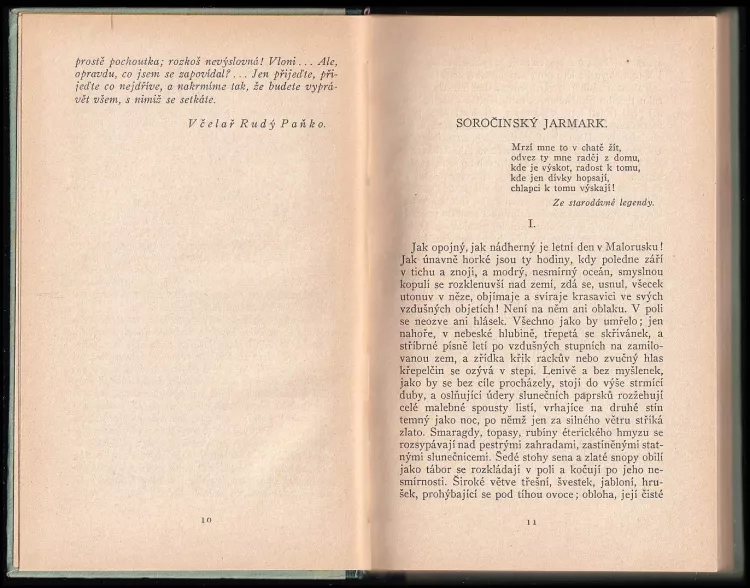 prostě pochoutka; rozkoš nevýslovná! Vloni... Ale,
opravdu, co jsem se zapovídal?... Jen přijeďte, při-
jeďte co nejdříve, a nakrmíme tak, že budete vyprá-
vět všem, s nimiž se setkáte.
Včelař Rudý Paňko.
10
SOROČINSKÝ JARMARK.
Mrzí mne to v chatě žít,
odvez ty mne raděj z domu,
kde je výskot, radost k tomu,
kde jen dívky hopsají,
chlapci k tomu výskají!
Ze starodávné legendy.
I.
Jak opojný, jak nádherný je letní den v Malorusku!
Jak únavně horké jsou ty hodiny, kdy poledne září
v tichu a znoji, a modrý, nesmírný oceán, smyslnou
kopulí se rozklenuvší nad zemí, zdá se, usnul, všecek
utonuv v něze, objímaje a svíraje krasavici ve svých
vzdušných objetích! Není na něm ani oblaku. V poli
se neozve ani hlásek. Všechno jako by umřelo; jen
nahoře, v nebeské hlubině, třepetá se skřivánek, a
stříbrné písně letí po vzdušných stupních na zamilo-
vanou zem, a zřídka křik racků nebo zvučný hlas
křepelčin se ozývá v stepi. Lenivě a bez myšlenek,
jako by se bez cíle procházely, stojí do výše strmící
duby, a oslňující údery slunečních paprsků rozžehují
celé malebné spousty listí, vrhajíce na druhé stín
temný jako noc, po němž jen za silného větru stříká
zlato. Smaragdy, topasy, rubíny éterického hmyzu se
rozsypávají nad pestrými zahradami, zastíněnými stat-
nými slunečnicemi. Šedé stohy sena a zlaté snopy obilí
jako tábor se rozkládají v poli a kočují po jeho ne-
smírnosti. Široké větve třešní, švestek, jabloní, hru-
šek, prohýbající se pod tíhou ovoce; obloha, její čisté
11